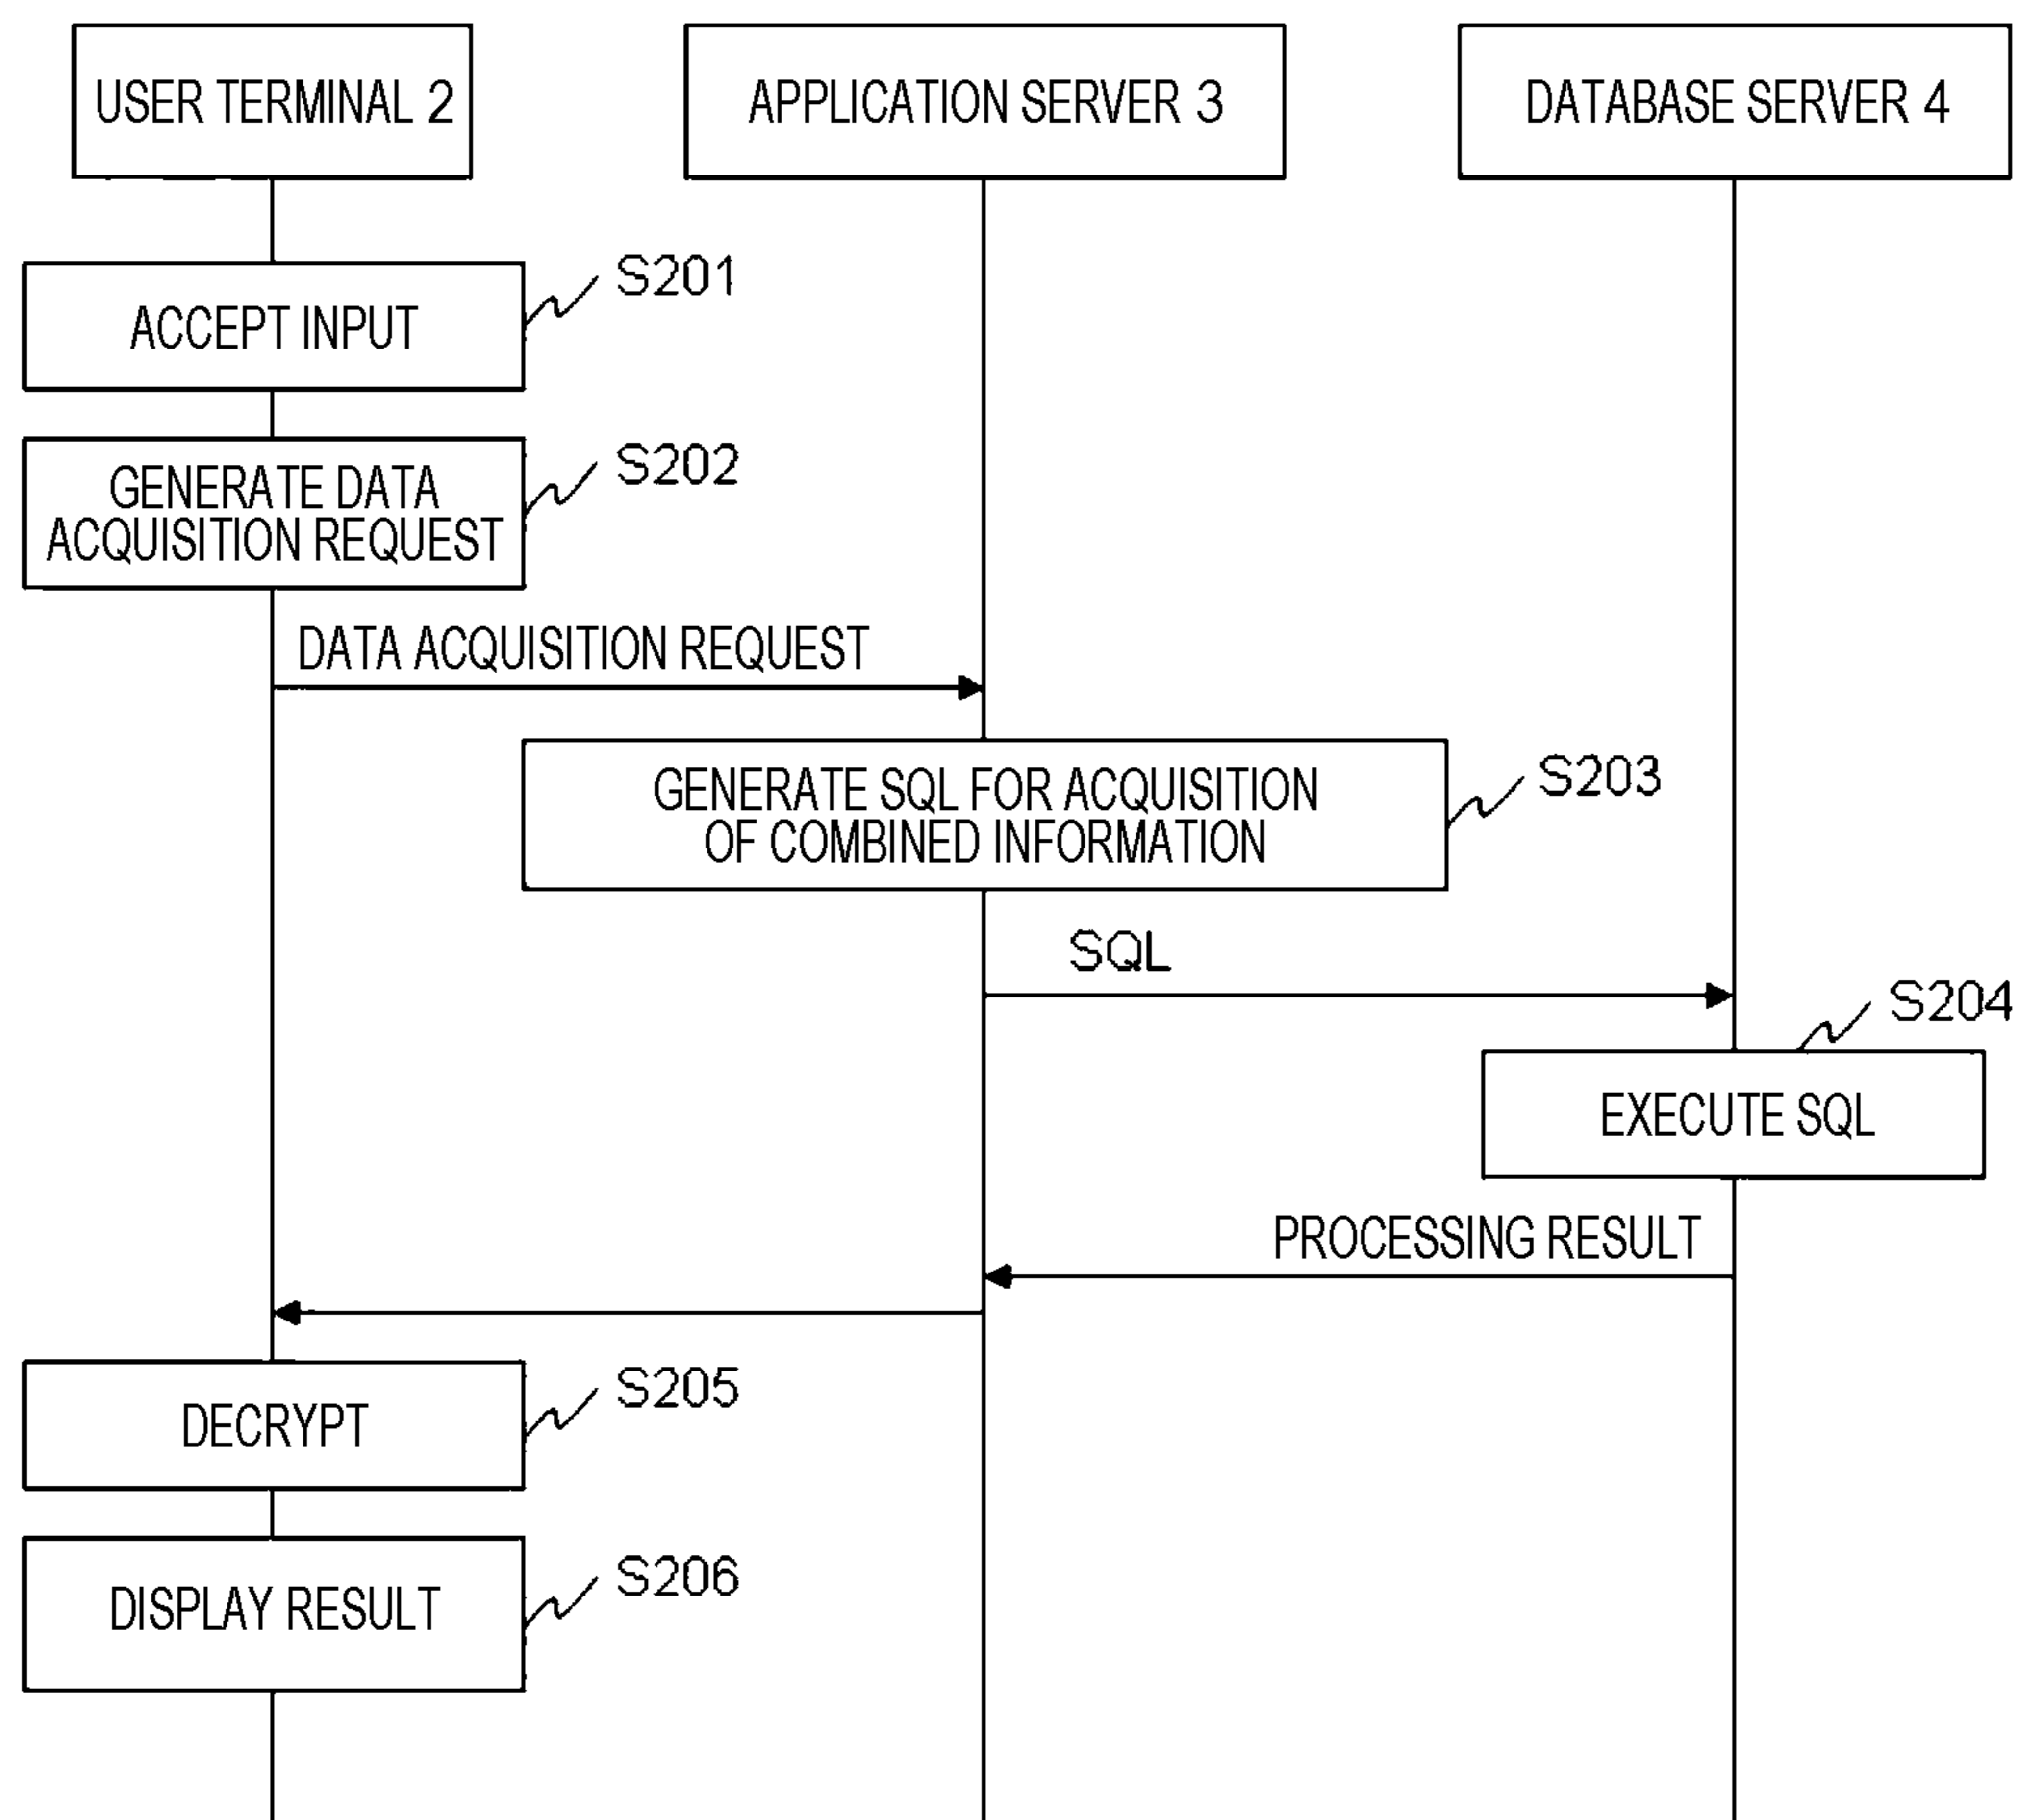 USER TERMINAL 2
APPLICATION SERVER 3
DATABASE SERVER 4
S201
ACCEPT INPUT
S202
GENERATE DATA
ACQUISITION REQUEST
DATA ACQUISITION REQUEST
S203
GENERATE SQL FOR ACQUISITION
OF COMBINED INFORMATION
SQL
S204
EXECUTE SQL
PROCESSING RESULT
S205
DECRYPT
S206
DISPLAY RESULT